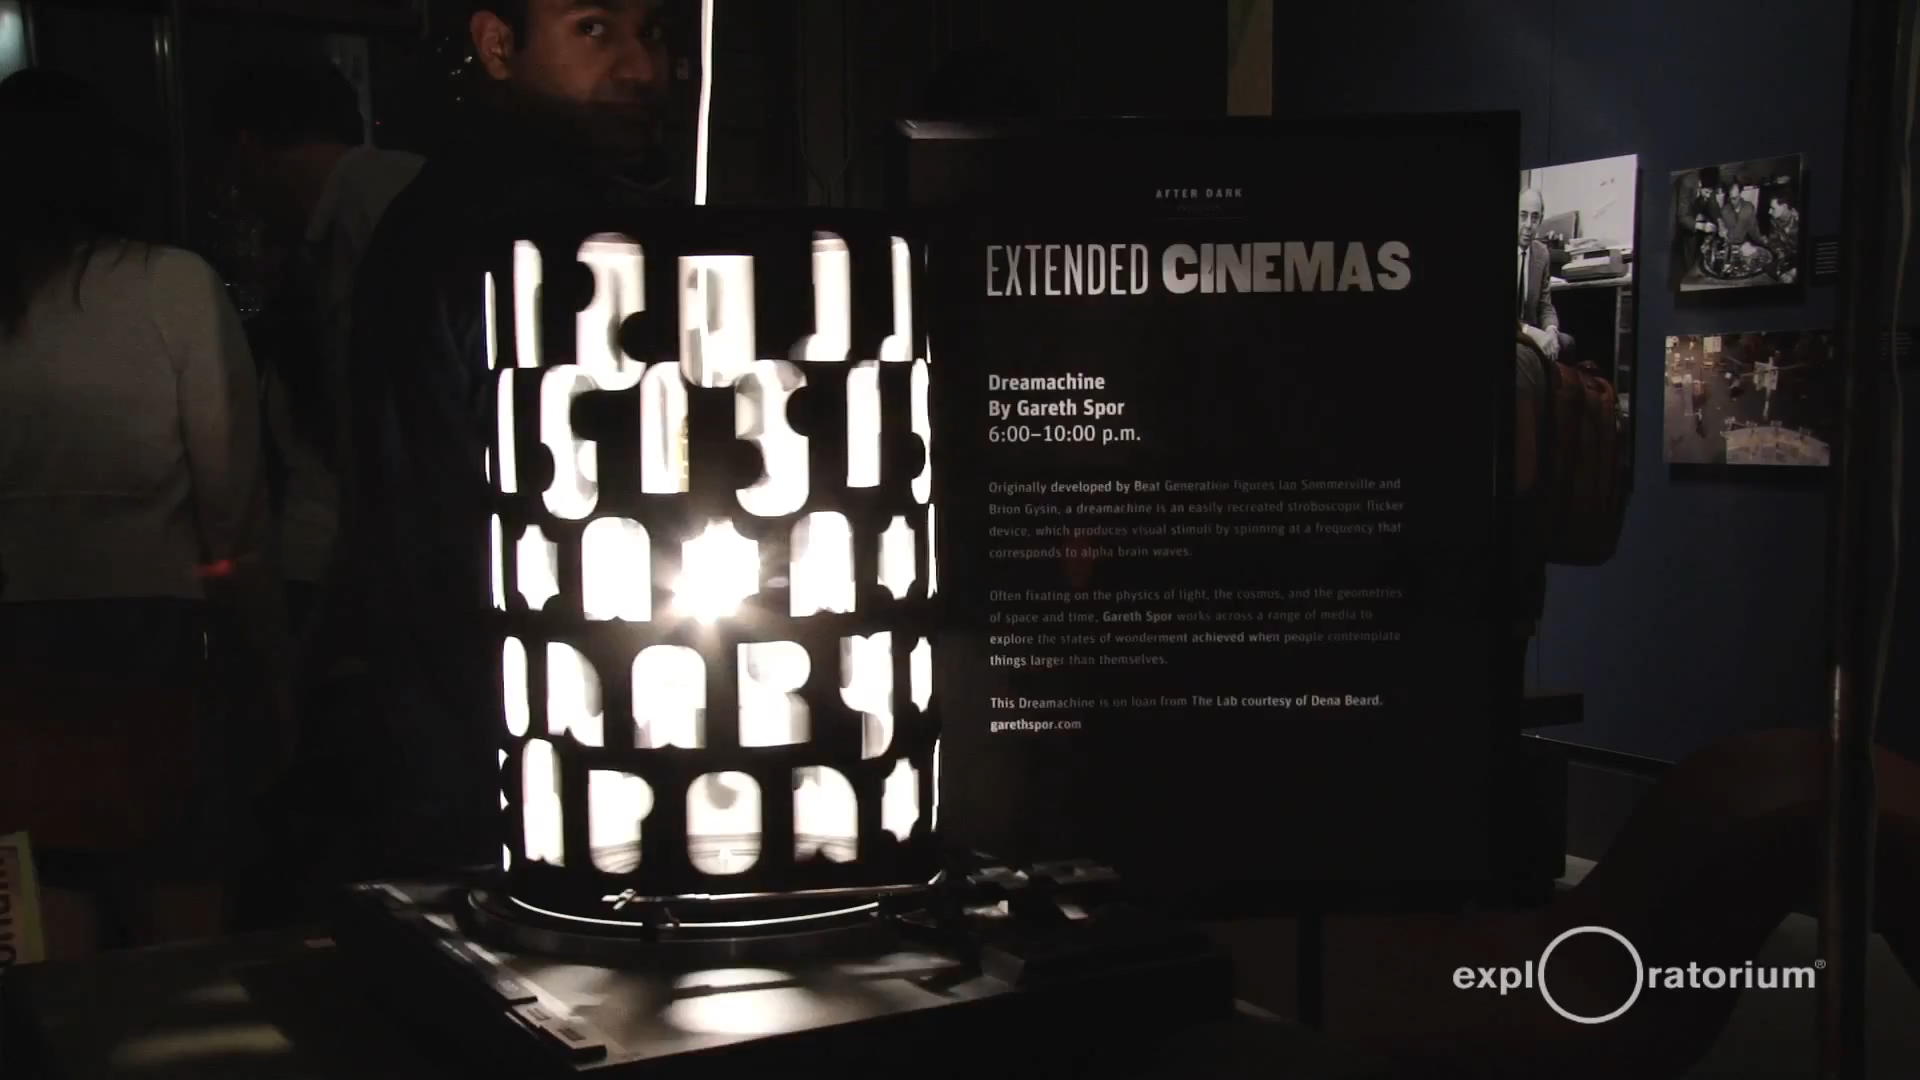 AFTER DARK
EXTENDED CINEMAS
Dreamachine
By Gareth Spor
6:00–10:00 p.m.
Originally developed by Beat Generation figures Ian Sommerville and
Brion Gysin, a dreamachine is an easily recreated stroboscopic flicker
device, which produces visual stimuli by spinning at a frequency that
corresponds to alpha brain waves.
Often fixating on the physics of light, the cosmos, and the geometries
of space and time, Gareth Spor works across a range of media to
explore the states of wonderment achieved when people contemplate
things larger than themselves.
This Dreamachine is on loan from The Lab courtesy of Dena Beard.
garethspor.com
explOratorium®